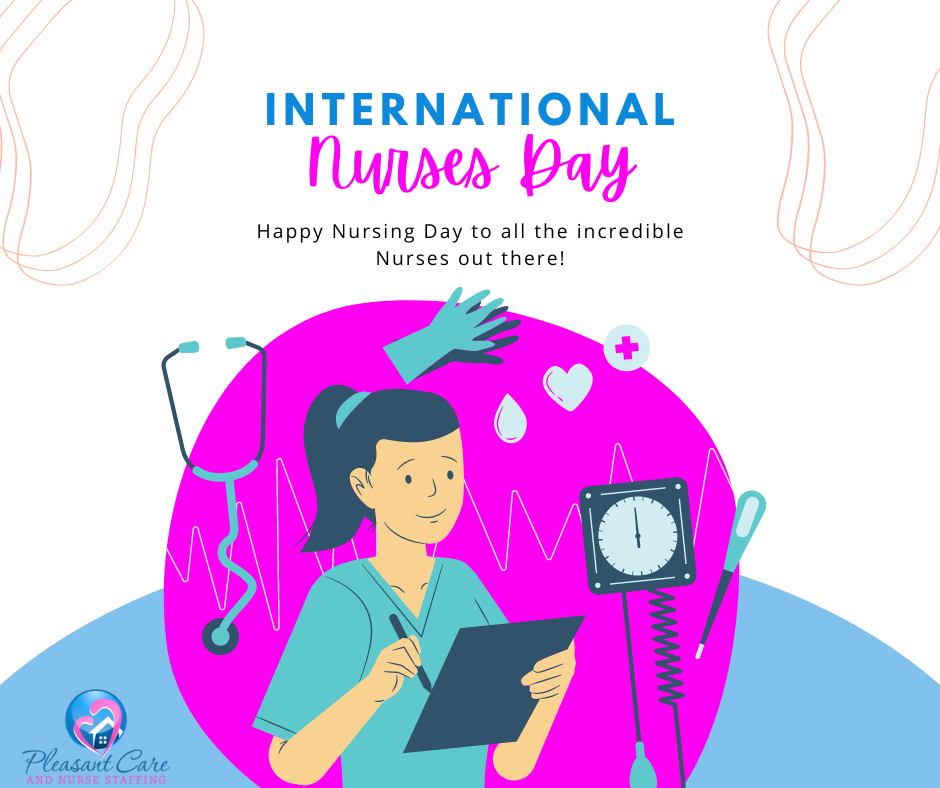 INTERNATIONAL
Nurses Day
Happy Nursing Day to all the incredible
Nurses out there!
Pleasant Care
AND NURSE STAFFING